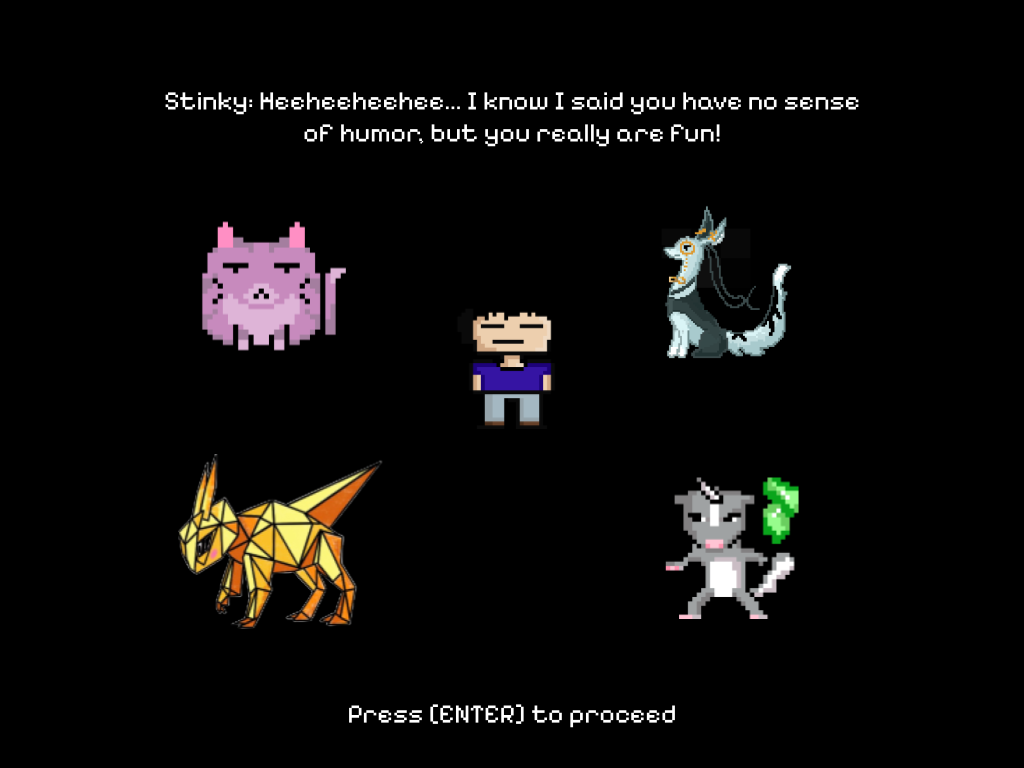 Stinky: Heeheeheehee... I know I said you have no sense
of humor, but you really are fun!
Press (ENTER) to proceed